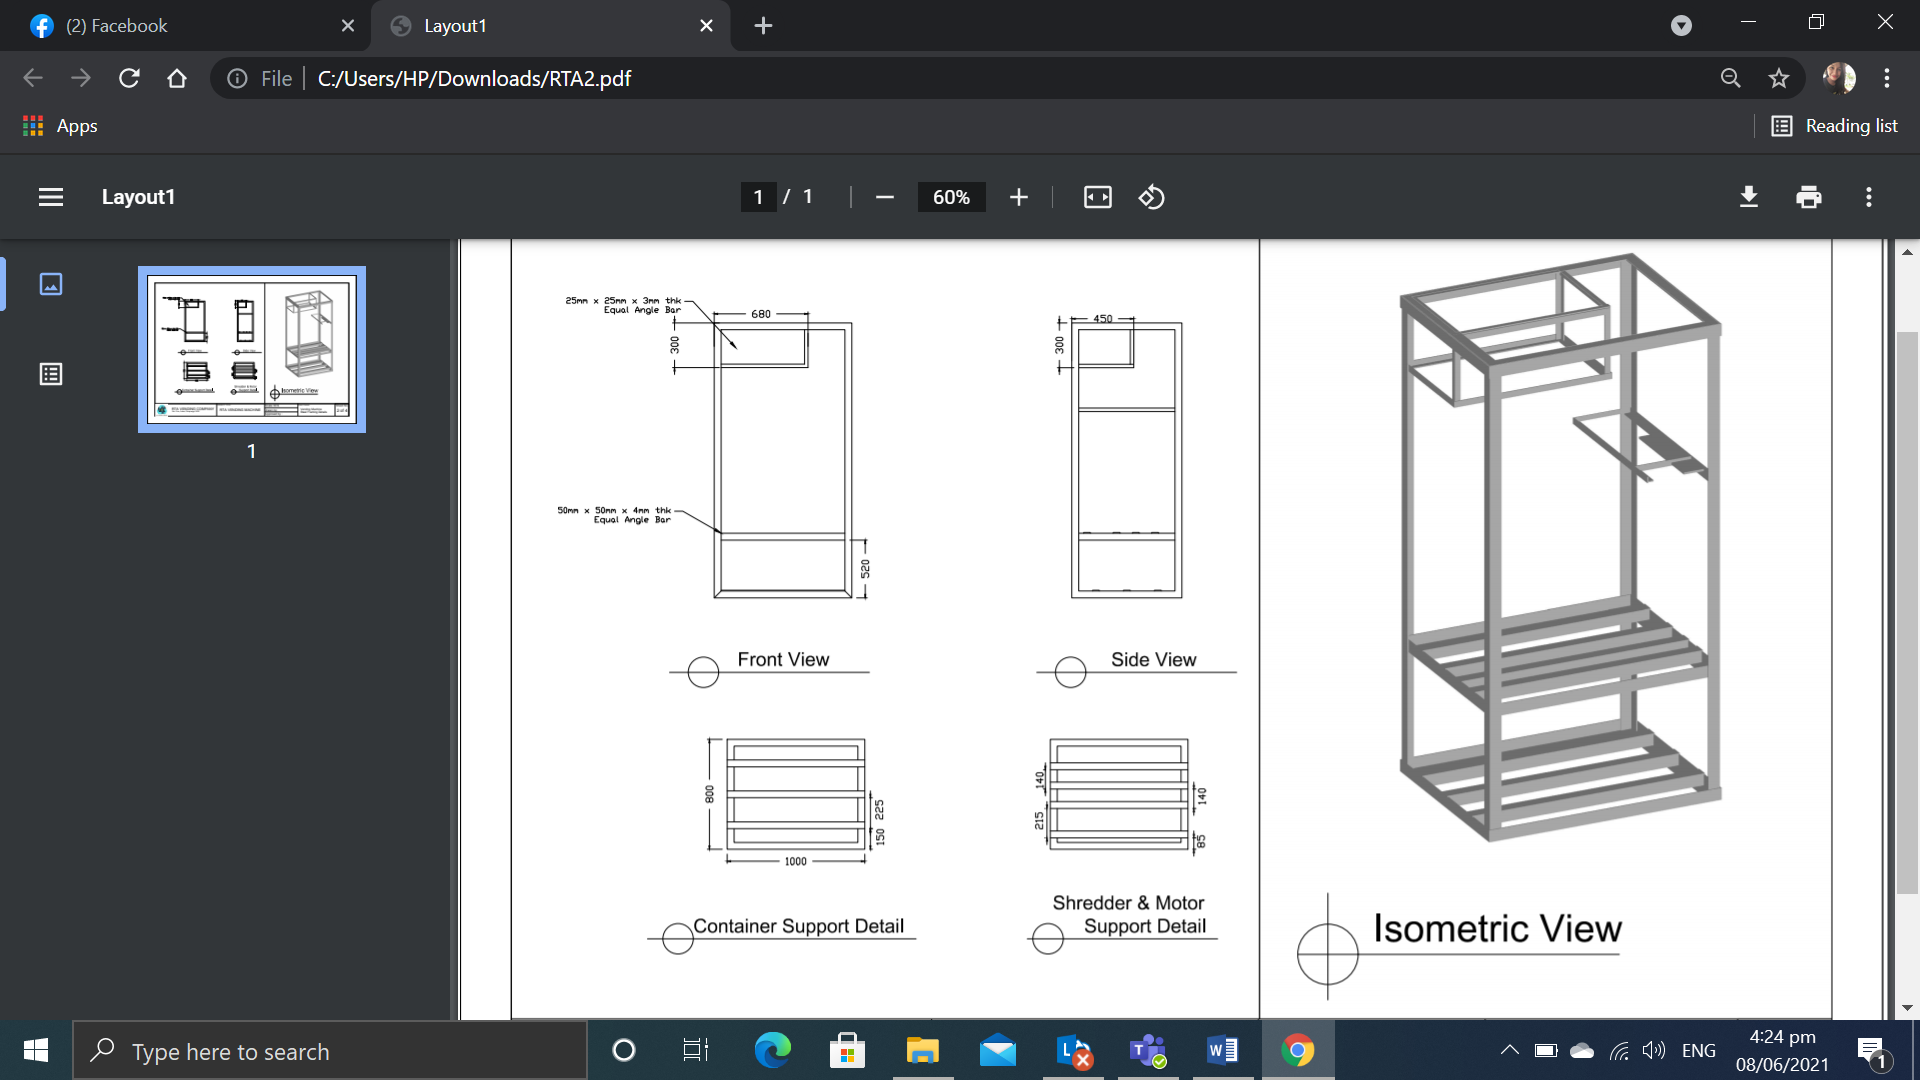 (2) Facebook
Layout1
File
C:/Users/HP/Downloads/RTA2.pdf
Apps
Reading list
Layout1
1 / 1
60%
1
25mm x 25mm x 3mm thk
Equal Angle Bar
680
300
50mm x 50mm x 4mm thk
Equal Angle Bar
520
Front View
450
300
Side View
800
225
150
1000
Container Support Detail
140
215
140
85
Shredder & Motor
Support Detail
Isometric View
Type here to search
ENG
4:24 pm
08/06/2021
1